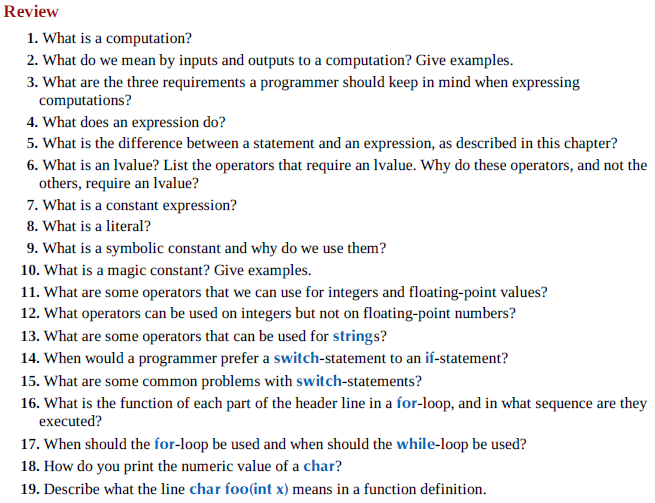 Review
1. What is a computation?
2. What do we mean by inputs and outputs to a computation? Give examples.
3. What are the three requirements a programmer should keep in mind when expressing
computations?
4. What does an expression do?
5. What is the difference between a statement and an expression, as described in this chapter?
6. What is an lvalue? List the operators that require an lvalue. Why do these operators, and not the
others, require an lvalue?
7. What is a constant expression?
8. What is a literal?
9. What is a symbolic constant and why do we use them?
10. What is a magic constant? Give examples.
11. What are some operators that we can use for integers and floating-point values?
12. What operators can be used on integers but not on floating-point numbers?
13. What are some operators that can be used for strings?
14. When would a programmer prefer a switch-statement to an if-statement?
15. What are some common problems with switch-statements?
16. What is the function of each part of the header line in a for-loop, and in what sequence are they
executed?
17. When should the for-loop be used and when should the while-loop be used?
18. How do you print the numeric value of a char?
19. Describe what the line char foo(int x) means in a function definition.